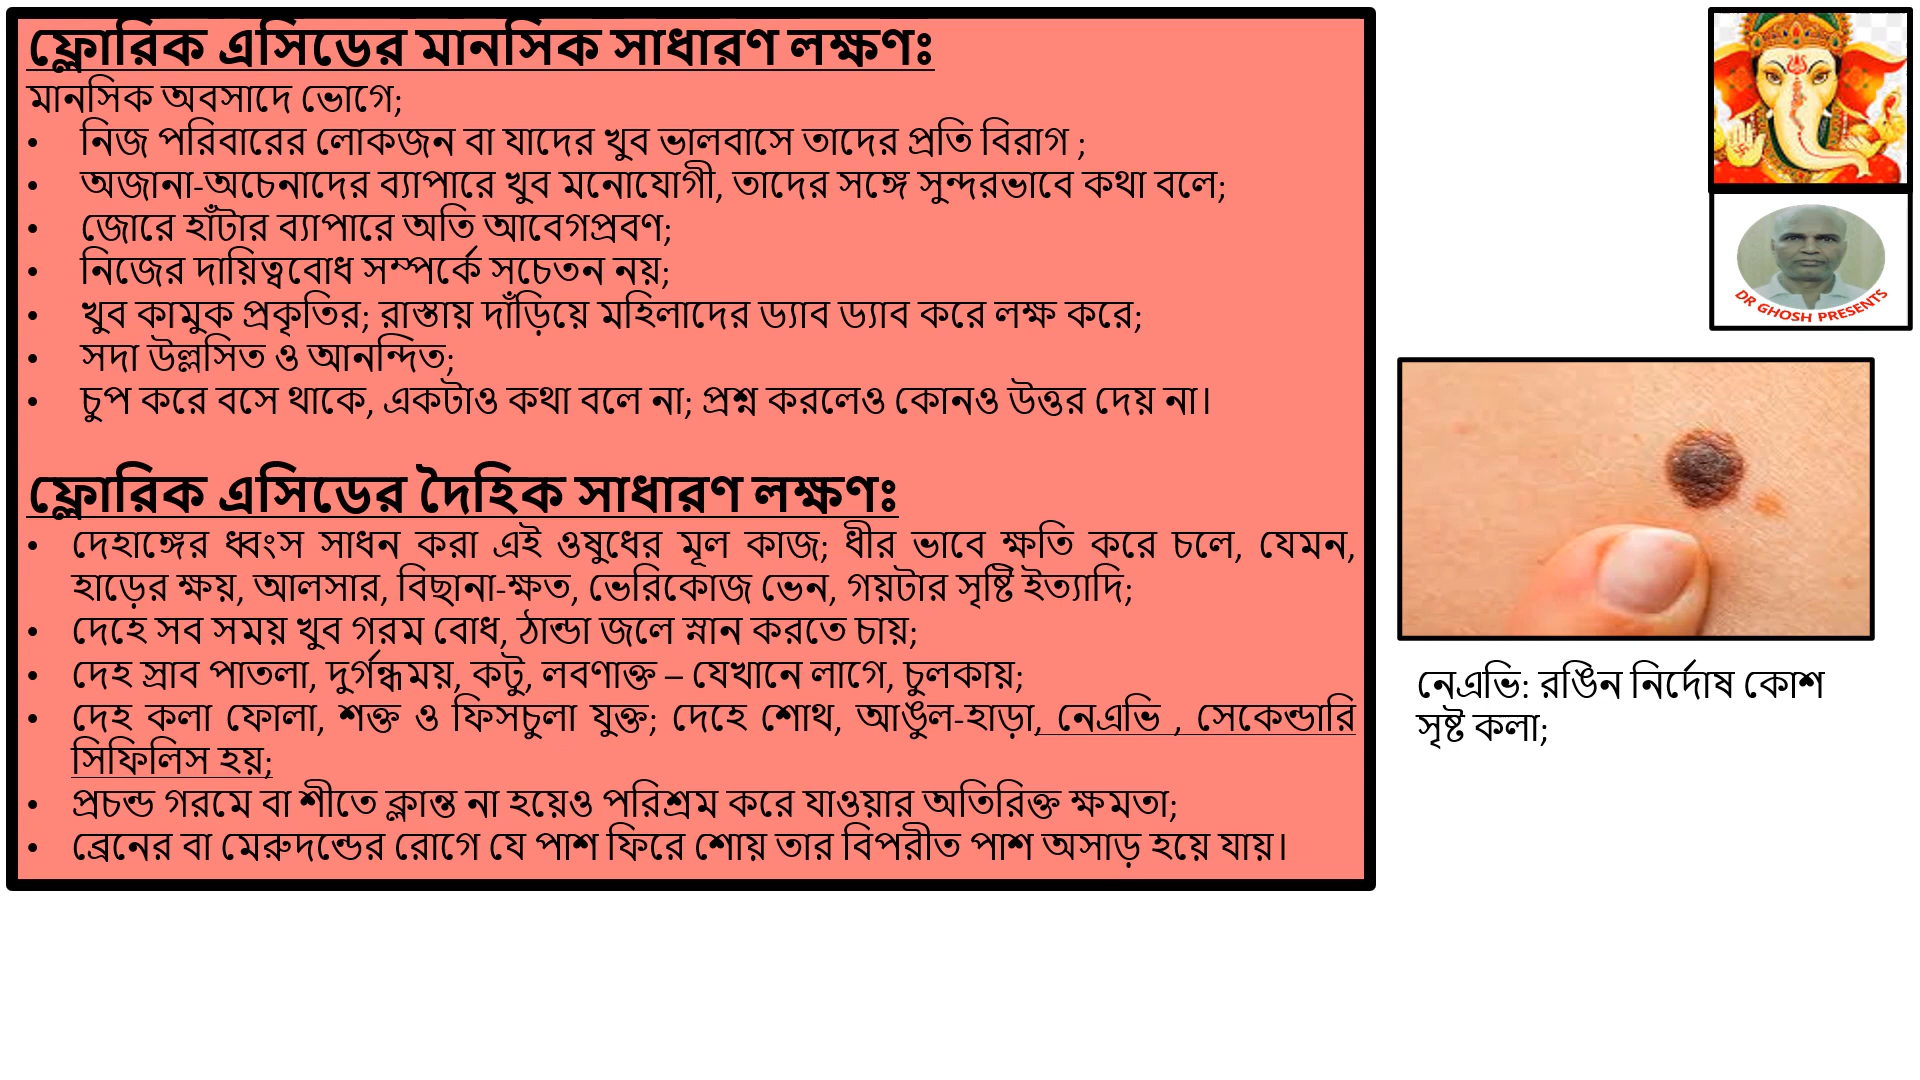 ফ্লোরিক এসিডের মানসিক সাধারণ লক্ষণঃ
মানসিক অবসাদে ভোগে;
• নিজ পরিবারের লোকজন বা যাদের খুব ভালবাসে তাদের প্রতি বিরাগ ;
• অজানা-অচেনাদের ব্যাপারে খুব মনোযোগী, তাদের সঙ্গে সুন্দরভাবে কথা বলে;
• জোরে হাঁটার ব্যাপারে অতি আবেগপ্রবণ;
• নিজের দায়িত্ববোধ সম্পর্কে সচেতন নয়;
• খুব কামুক প্রকৃতির; রাস্তায় দাঁড়িয়ে মহিলাদের ড্যাব ড্যাব করে লক্ষ করে;
• সদা উল্লসিত ও আনন্দিত;
• চুপ করে বসে থাকে, একটাও কথা বলে না; প্রশ্ন করলেও কোনও উত্তর দেয় না।
ফ্লোরিক এসিডের দৈহিক সাধারণ লক্ষণঃ
• দেহাঙ্গের ধ্বংস সাধন করা এই ওষুধের মূল কাজ; ধীর ভাবে ক্ষতি করে চলে, যেমন,
হাড়ের ক্ষয়, আলসার, বিছানা-ক্ষত, ভেরিকোজ ভেন, গয়টার সৃষ্টি ইত্যাদি;
• দেহে সব সময় খুব গরম বোধ, ঠান্ডা জলে স্নান করতে চায়;
• দেহ স্রাব পাতলা, দুর্গন্ধময়, কটু, লবণাক্ত – যেখানে লাগে, চুলকায়;
• দেহ কলা ফোলা, শক্ত ও ফিসচুলা যুক্ত; দেহে শোথ, আঙুল-হাড়া, নেএভি , সেকেন্ডারি
সিফিলিস হয়;
• প্রচন্ড গরমে বা শীতে ক্লান্ত না হয়েও পরিশ্রম করে যাওয়ার অতিরিক্ত ক্ষমতা;
• ব্রেনের বা মেরুদন্ডের রোগে যে পাশ ফিরে শোয় তার বিপরীত পাশ অসাড় হয়ে যায়।
DR GHOSH PRESENTS
নেএভি: রঙিন নির্দোষ কোশ
সৃষ্ট কলা;